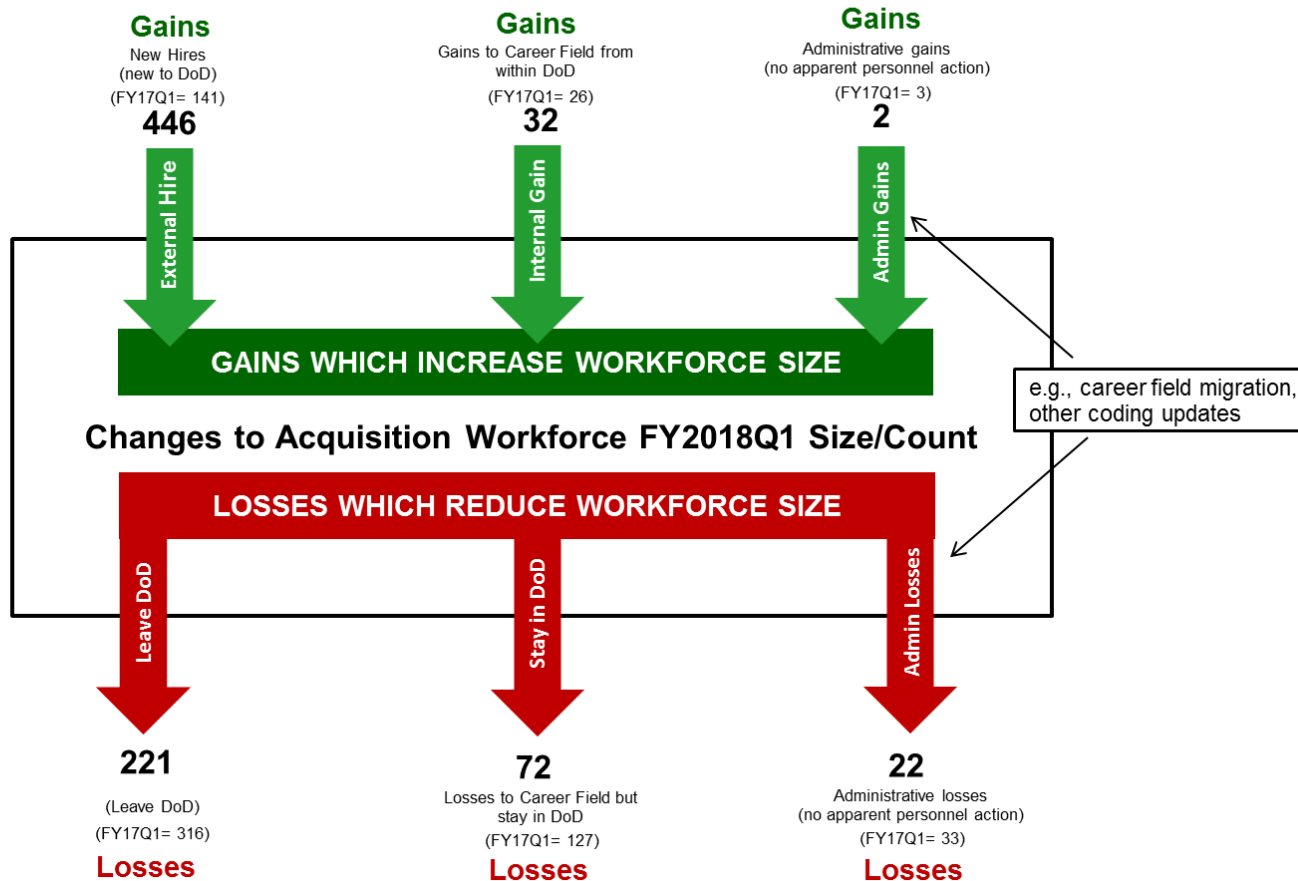 Gains
New Hires
(new to DoD)
(FY17Q1= 141)
446
External Hire
Gains
Gains to Career Field from
within DoD
(FY17Q1= 26)
32
Internal Gain
Gains
Administrative gains
(no apparent personnel action)
(FY17Q1= 3)
2
Admin Gains
GAINS WHICH INCREASE WORKFORCE SIZE
e.g., career field migration,
other coding updates
Changes to Acquisition Workforce FY2018Q1 Size/Count
LOSSES WHICH REDUCE WORKFORCE SIZE
Leave DoD
221
(Leave DoD)
(FY17Q1= 316)
Losses
Stay in DoD
72
Losses to Career Field but
stay in DoD
(FY17Q1= 127)
Losses
Admin Losses
22
Administrative losses
(no apparent personnel action)
(FY17Q1= 33)
Losses